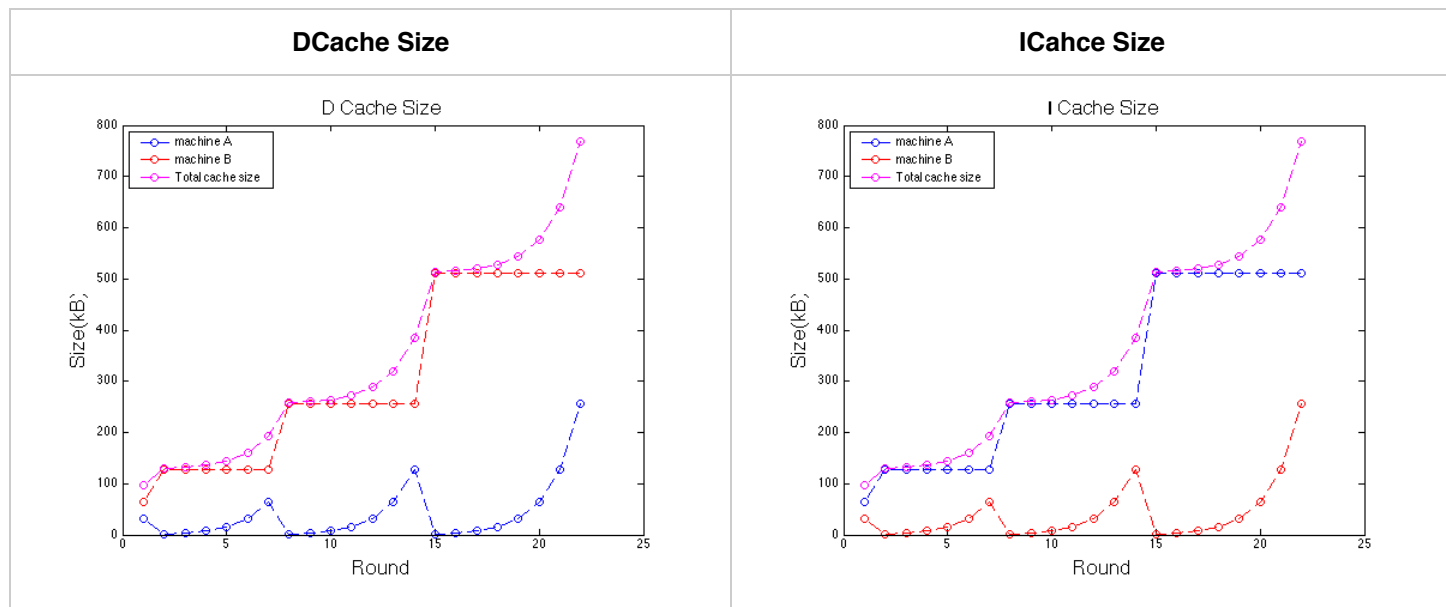 DCache Size
ICahce Size
D Cache Size
800
700
600
500
400
300
200
100
0
Size(kB)
machine A
machine B
Total cache size
0
5
10
15
20
25
Round
I Cache Size
800
700
600
500
400
300
200
100
0
Size(kB)
machine A
machine B
Total cache size
0
5
10
15
20
25
Round